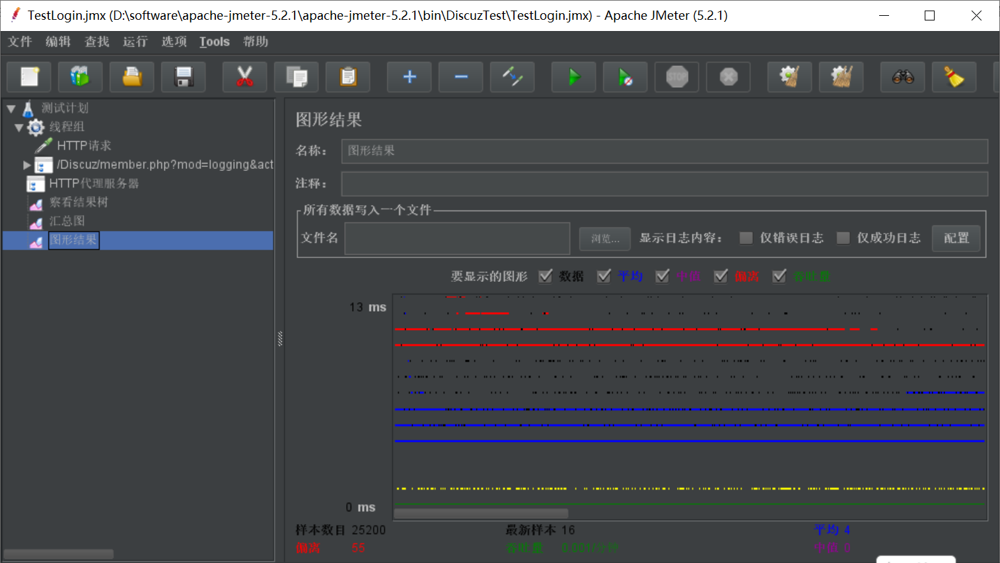 TestLogin.jmx (D:\software\apache-jmeter-5.2.1\apache-jmeter-5.2.1\bin\DiscuzTest\TestLogin.jmx) - Apache JMeter (5.2.1)
文件 编辑 查找 运行 选项 Tools 帮助
STOP
测试计划
线程组
HTTP请求
/Discuz/member.php?mod=logging&act
HTTP代理服务器
察看结果树
汇总图
图形结果
图形结果
名称： 图形结果
注释：
所有数据写入一个文件
文件名 浏览... 显示日志内容： 仅错误日志 仅成功日志 配置
要显示的图形 数据 平均 中值 偏离 吞吐量
13 ms
0 ms
样本数目 25200 最新样本 16 平均 4
偏离 55 吞吐量 0.001/分钟 中值